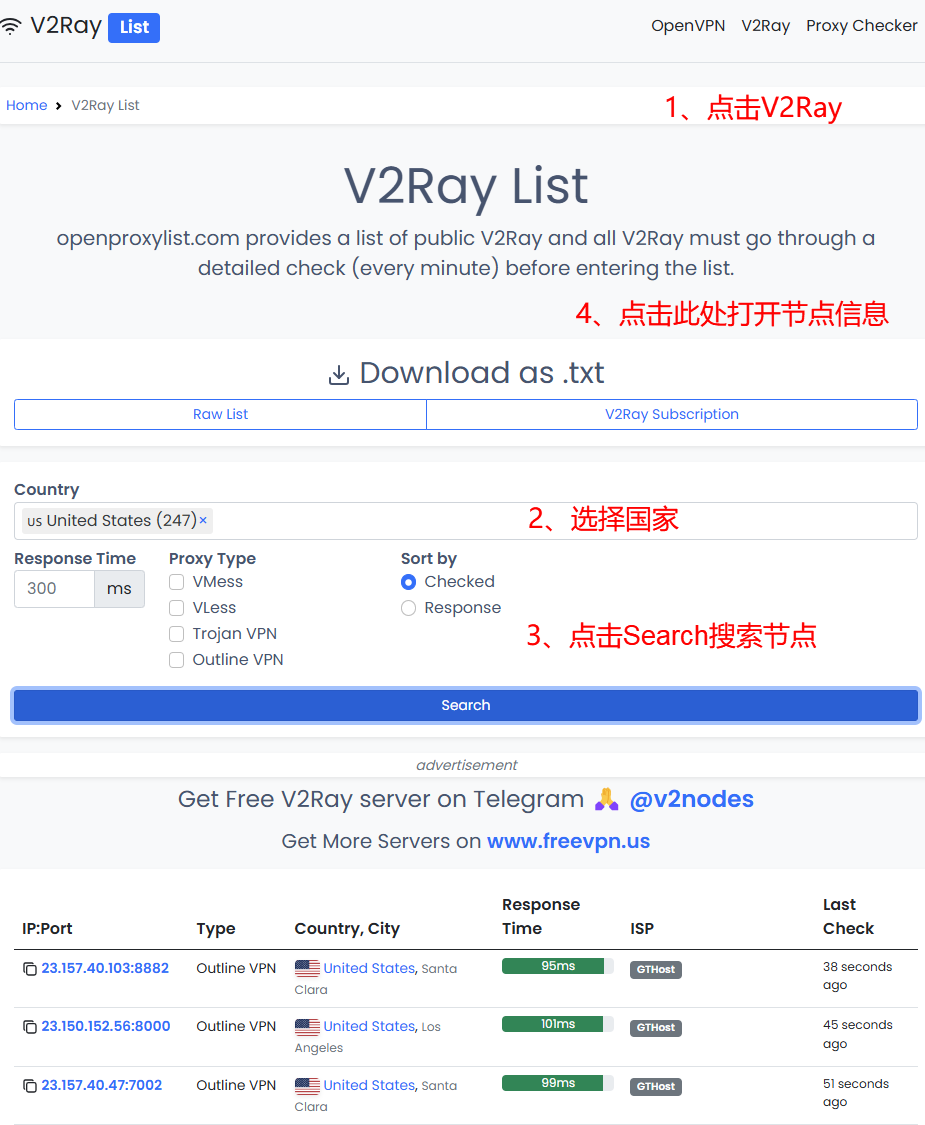 V2Ray List
OpenVPN V2Ray Proxy Checker
Home › V2Ray List
1、点击V2Ray
V2Ray List
openproxylist.com provides a list of public V2Ray and all V2Ray must go through a
detailed check (every minute) before entering the list.
4、点击此处打开节点信息
Download as .txt
Raw List
V2Ray Subscription
Country
US United States (247)×
2、选择国家
Response Time
300 ms
Proxy Type
VMess
VLess
Trojan VPN
Outline VPN
Sort by
Checked
Response
3、点击Search搜索节点
Search
advertisement
Get Free V2Ray server on Telegram 🙏 @v2nodes
Get More Servers on www.freevpn.us
IP:Port Type Country, City Response Time ISP Last Check
23.157.40.103:8882 Outline VPN United States, Santa Clara 95ms GTHost 38 seconds ago
23.150.152.56:8000 Outline VPN United States, Los Angeles 101ms GTHost 45 seconds ago
23.157.40.47:7002 Outline VPN United States, Santa Clara 99ms GTHost 51 seconds ago